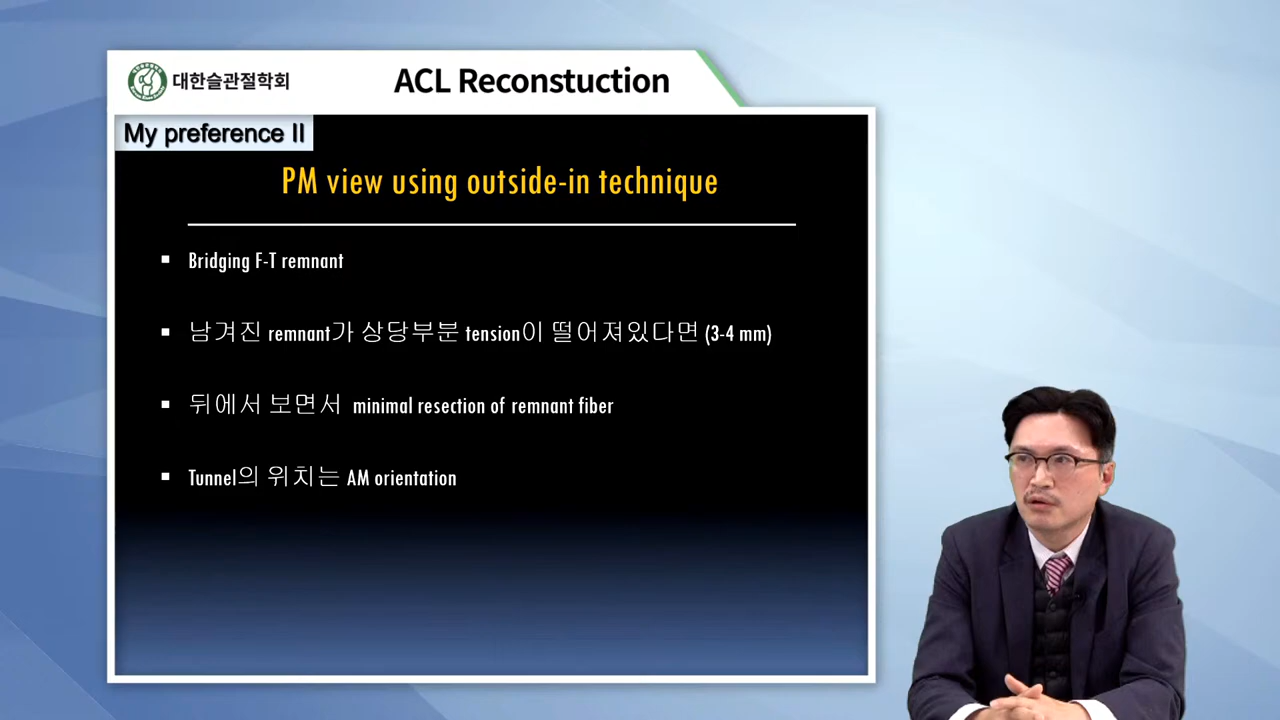 대한슬관절학회
ACL Reconstuction
My preference II
PM view using outside-in technique
▪ Bridging F-T remnant
▪ 남겨진 remnant가 상당부분 tension이 떨어져있다면 (3-4 mm)
▪ 뒤에서 보면서 minimal resection of remnant fiber
▪ Tunnel의 위치는 AM orientation